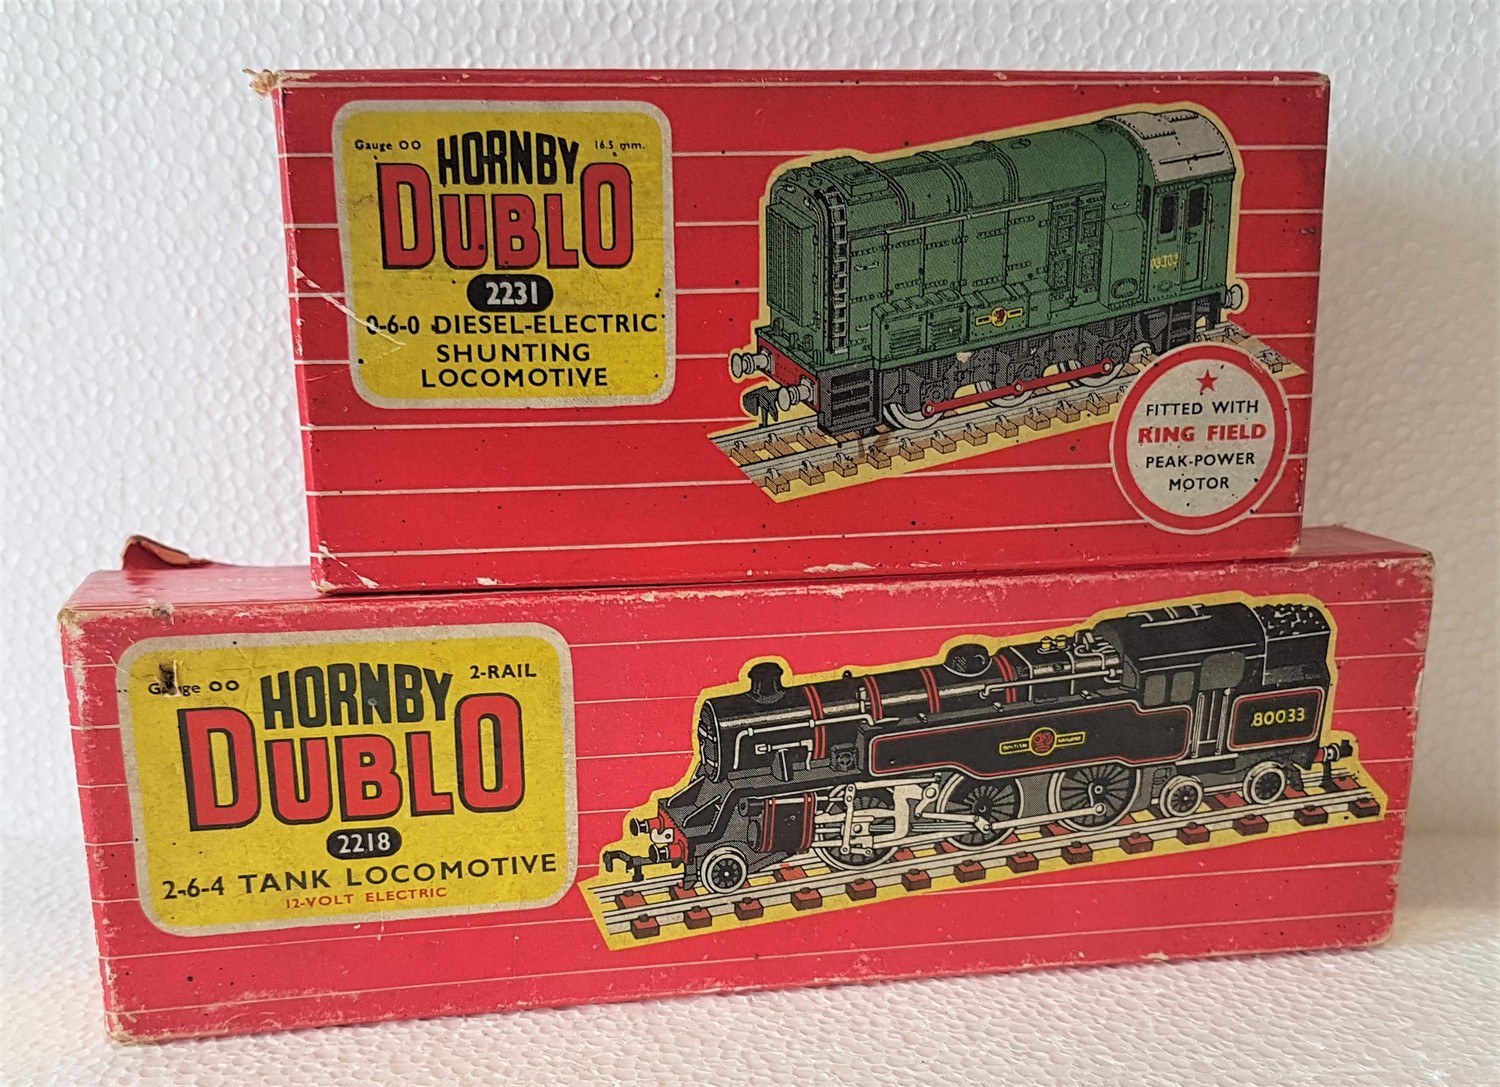 Gauge OO
HORNBY
16.5 mm.
DUBLO
2231
0-6-0 DIESEL-ELECTRIC
SHUNTING
LOCOMOTIVE
FITTED WITH
RING FIELD
PEAK-POWER
MOTOR
Gauge OO
HORNBY
2-RAIL
DUBLO
2218
2-6-4 TANK LOCOMOTIVE
12-VOLT ELECTRIC
80033